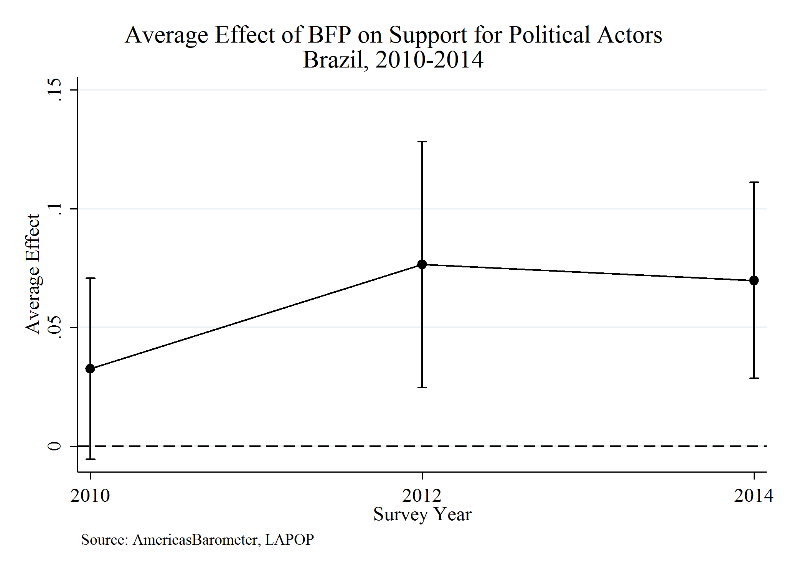 Average Effect of BFP on Support for Political Actors
Brazil, 2010-2014
Average Effect
.15
.1
.05
0
2010 2012 2014
Survey Year
Source: AmericasBarometer, LAPOP